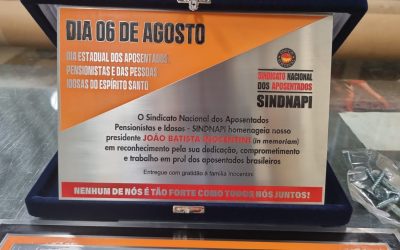 DIA 06 DE AGOSTO
DIA ESTADUAL DOS APOSENTADOS,
PENSIONISTAS E DAS PESSOAS
IDOSAS DO ESPÍRITO SANTO
SINDICATO NACIONAL
DOS APOSENTADOS
SINDNAPI
O Sindicato Nacional dos Aposentados
Pensionistas e Idosos - SINDNAPI homenageia nosso
presidente JOÃO BATISTA INOCENTINI (in memoriam)
em reconhecimento pela sua dedicação, comprometimento
e trabalho em prol dos aposentados brasileiros
Entregue com gratidão à família Inocentini
NENHUM DE NÓS É TÃO FORTE COMO TODOS NÓS JUNTOS!